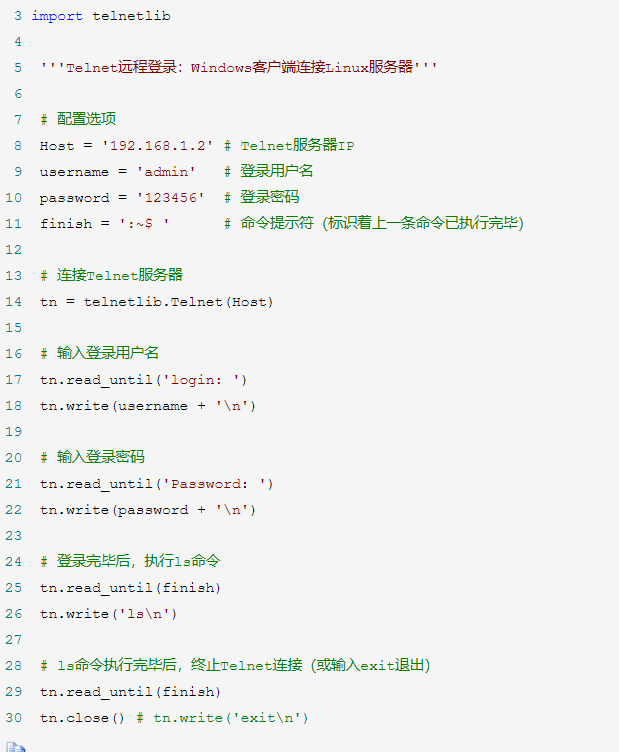 3 import telnetlib
4
5 '''Telnet远程登录：Windows客户端连接Linux服务器'''
6
7 # 配置选项
8 Host = '192.168.1.2' # Telnet服务器IP
9 username = 'admin'   # 登录用户名
10 password = '123456'  # 登录密码
11 finish = ':~$ '      # 命令提示符（标识着上一条命令已执行完毕）
12
13 # 连接Telnet服务器
14 tn = telnetlib.Telnet(Host)
15
16 # 输入登录用户名
17 tn.read_until('login: ')
18 tn.write(username + '\n')
19
20 # 输入登录密码
21 tn.read_until('Password: ')
22 tn.write(password + '\n')
23
24 # 登录完毕后，执行ls命令
25 tn.read_until(finish)
26 tn.write('ls\n')
27
28 # ls命令执行完毕后，终止Telnet连接（或输入exit退出）
29 tn.read_until(finish)
30 tn.close() # tn.write('exit\n')